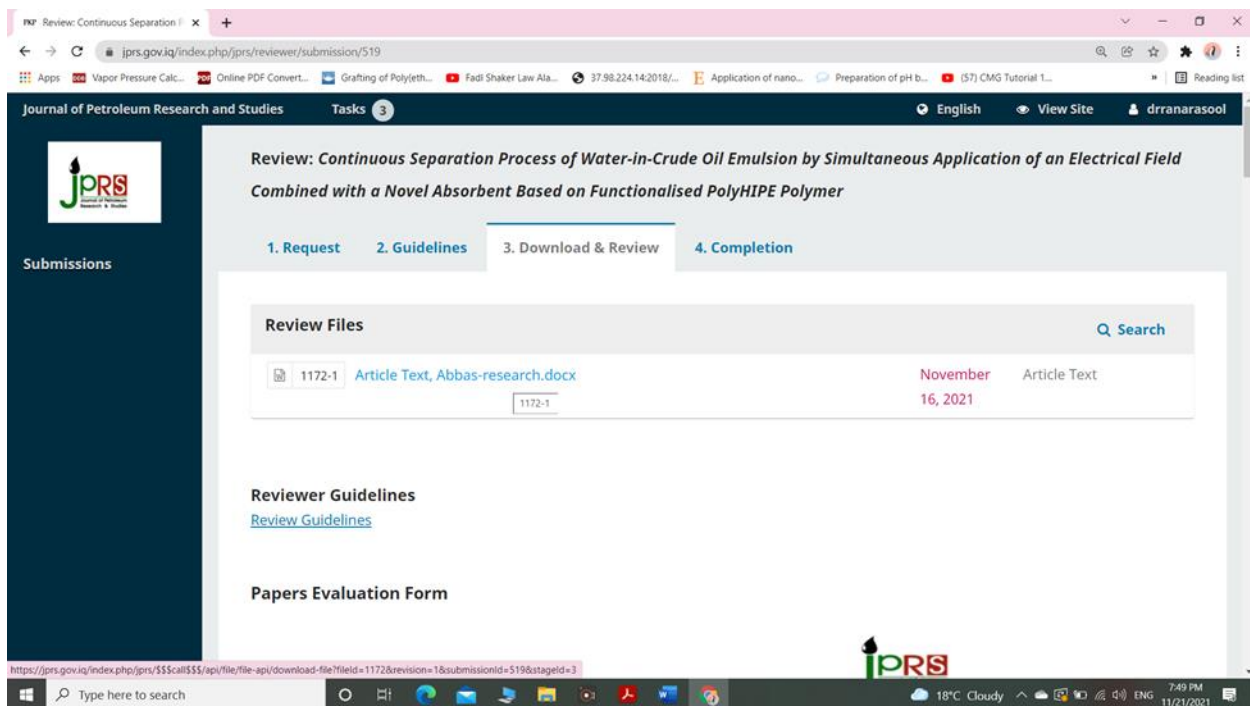 PKP Review: Continuous Separation P
jprs.gov.iq/index.php/jprs/reviewer/submission/519
Apps Vapor Pressure Calc... Online PDF Convert... Grafting of Poly(eth... Fadi Shaker Law Ala... 37.98.224.14:2018/... Application of nano... Preparation of pH b... (57) CMG Tutorial 1... » Reading list
Journal of Petroleum Research and Studies Tasks 3 English View Site drranarasool
JPRS
Journal of Petroleum
Research & Studies
Submissions
Review: Continuous Separation Process of Water-in-Crude Oil Emulsion by Simultaneous Application of an Electrical Field
Combined with a Novel Absorbent Based on Functionalised PolyHIPE Polymer
1. Request 2. Guidelines 3. Download & Review 4. Completion
Review Files Search
1172-1 Article Text, Abbas-research.docx November Article Text
16, 2021
1172-1
Reviewer Guidelines
Review Guidelines
Papers Evaluation Form
JPRS
https://jprs.gov.iq/index.php/jprs/$$$call$$$/api/file/file-api/download-file?fileId=1172&revision=1&submissionId=519&stageId=3
Type here to search 18°C Cloudy ENG 7:49 PM
11/21/2021